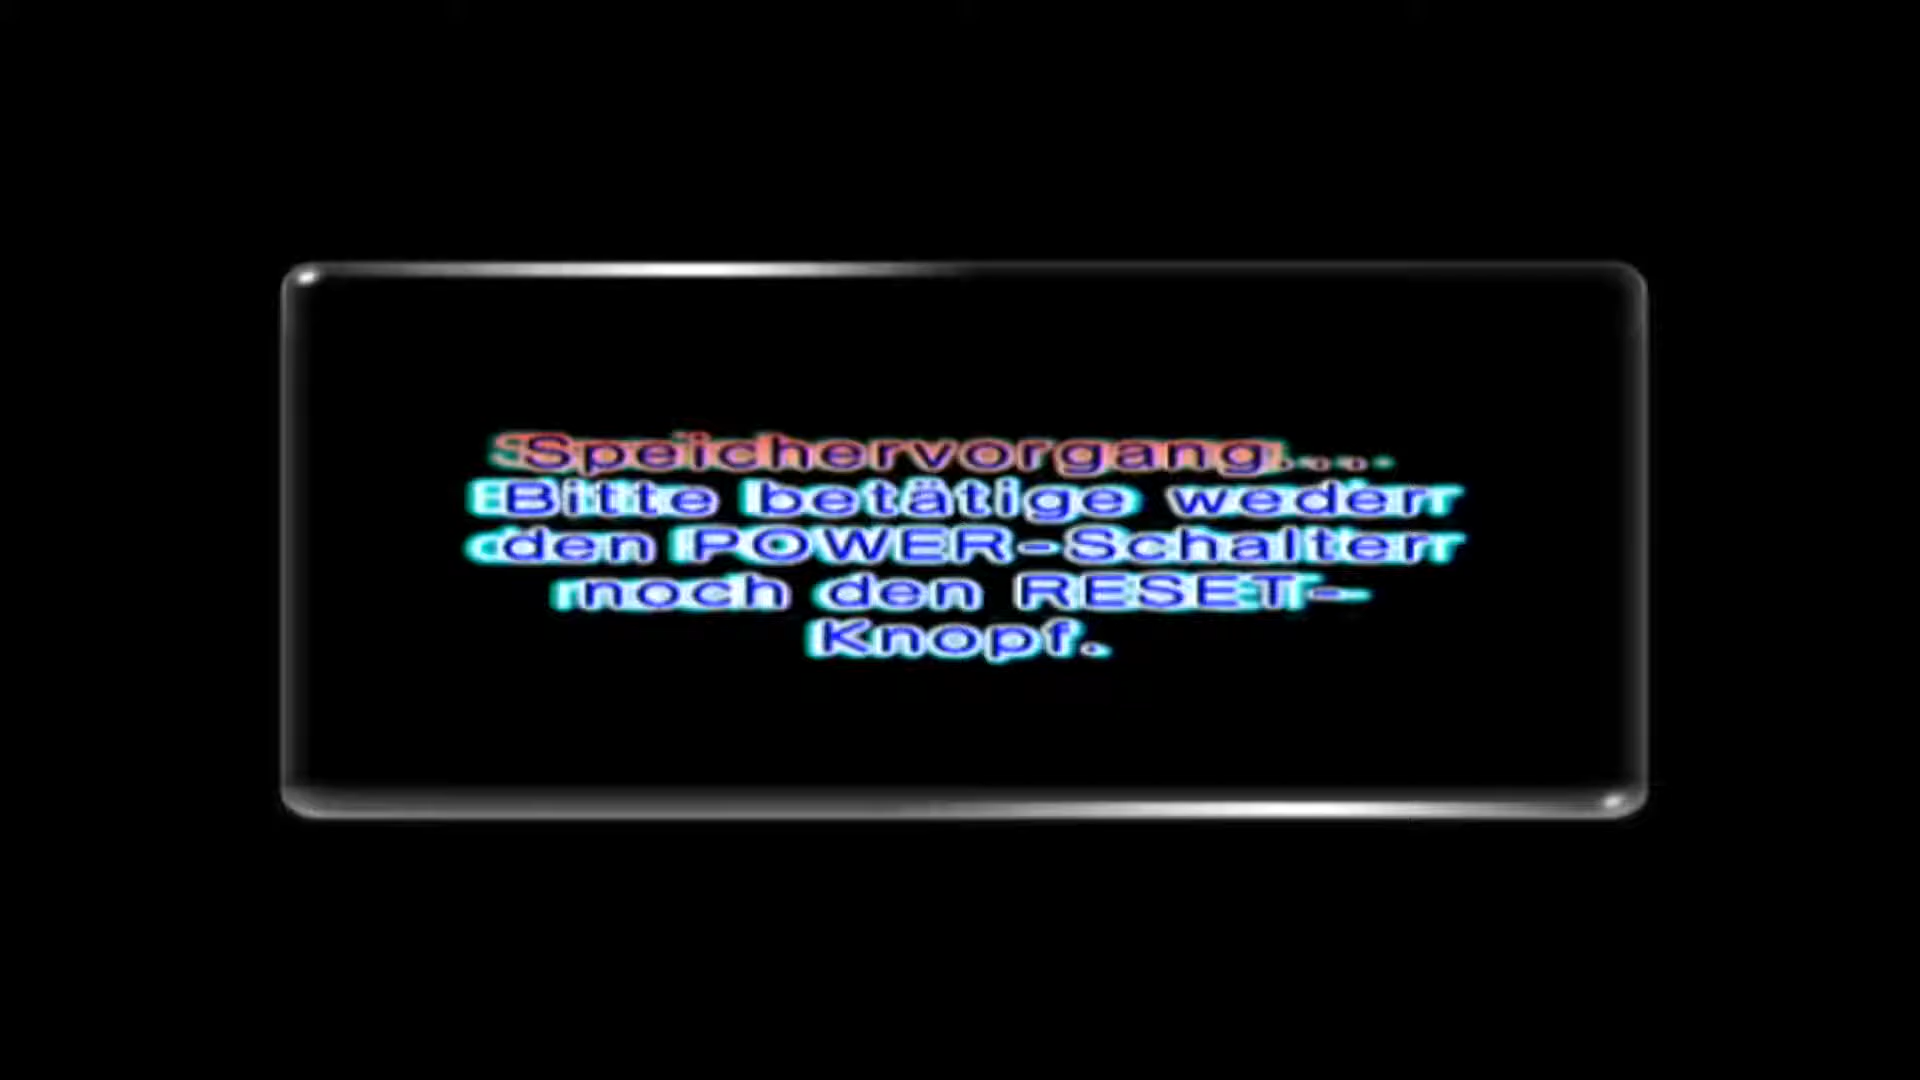 Speichervorgang....
Bitte betätige weder
den POWER-Schalter
noch den RESET-
Knopf.